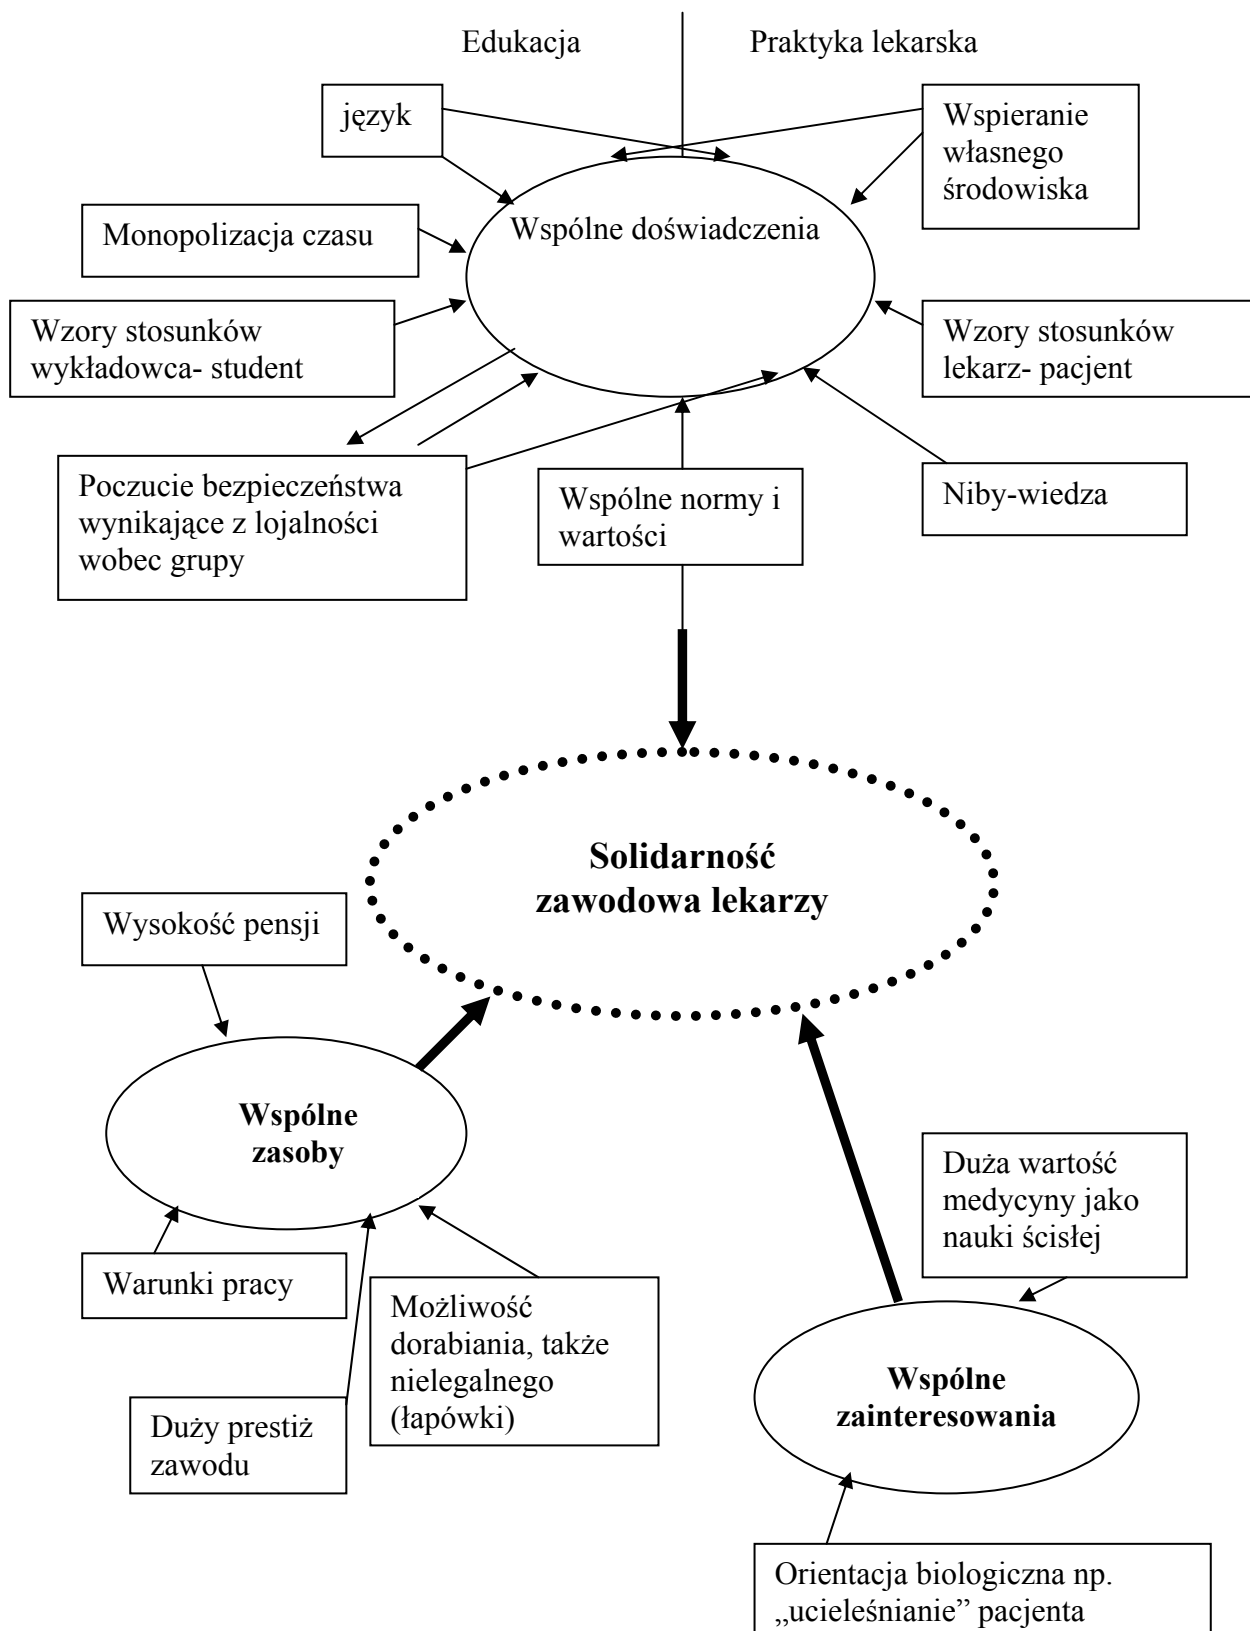 Edukacja
Praktyka lekarska
język
Wspieranie
własnego
środowiska
Wspólne doświadczenia
Monopolizacja czasu
Wzory stosunków
wykładowca- student
Wzory stosunków
lekarz- pacjent
Poczucie bezpieczeństwa
wynikające z lojalności
wobec grupy
Wspólne normy i
wartości
Niby-wiedza
Solidarność
zawodowa lekarzy
Wysokość pensji
Wspólne
zasoby
Warunki pracy
Duży prestiż
zawodu
Możliwość
dorabiania, także
nielegalnego
(łapówki)
Duża wartość
medycyny jako
nauki ścisłej
Wspólne
zainteresowania
Orientacja biologiczna np.
„ucieleśnianie” pacjenta